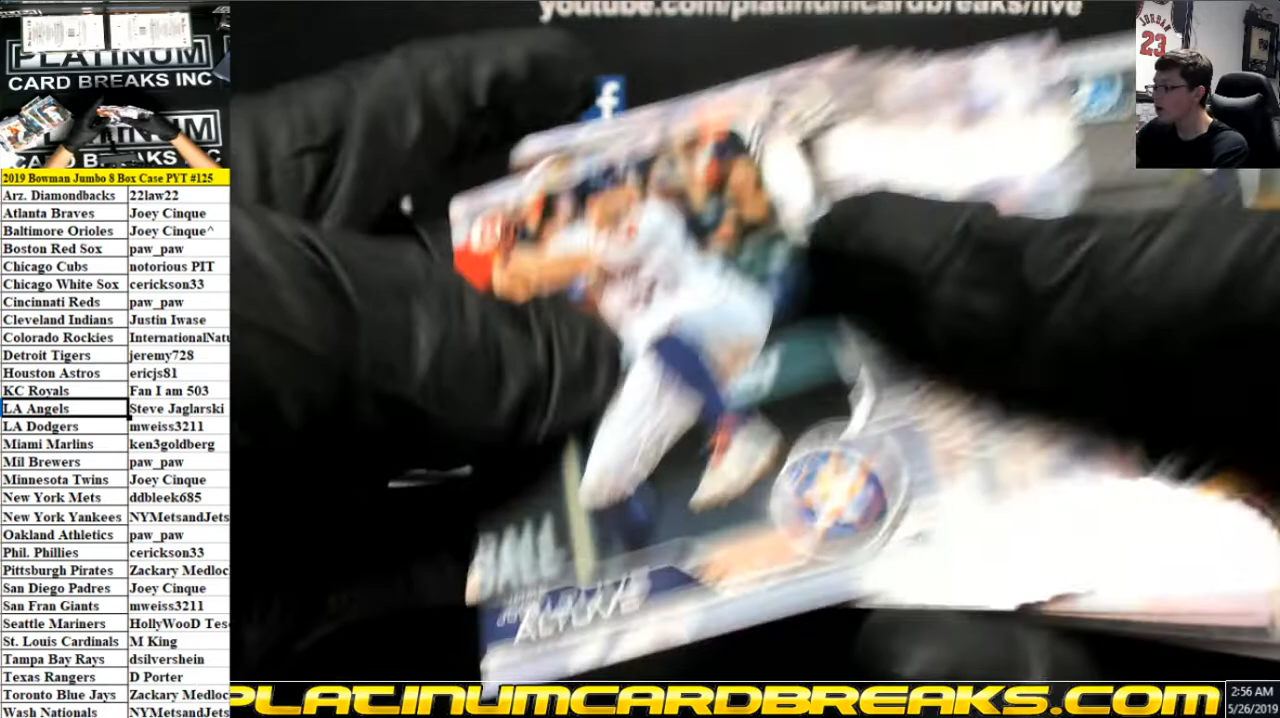 youtube.com/platinumcardbreaks/live
PLATINUM
CARD BREAKS INC
JORDAN
23
f
2019 Bowman Jumbo 8 Box Case PYT #125
Arz. Diamondbacks 22law22
Atlanta Braves Joey Cinque
Baltimore Orioles Joey Cinque^
Boston Red Sox paw_paw
Chicago Cubs notorious PIT
Chicago White Sox cerickson33
Cincinnati Reds paw_paw
Cleveland Indians Justin Iwase
Colorado Rockies InternationalNatu
Detroit Tigers jeremy728
Houston Astros ericjs81
KC Royals Fan I am 503
LA Angels Steve Jaglarski
LA Dodgers mweiss3211
Miami Marlins ken3goldberg
Mil Brewers paw_paw
Minnesota Twins Joey Cinque
New York Mets ddbleek685
New York Yankees NYMetsandJets
Oakland Athletics paw_paw
Phil. Phillies cerickson33
Pittsburgh Pirates Zackary Medloc
San Diego Padres Joey Cinque
San Fran Giants mweiss3211
Seattle Mariners HollyWooD Tes
St. Louis Cardinals M King
Tampa Bay Rays dsilvershein
Texas Rangers D Porter
Toronto Blue Jays Zackary Medloc
Wash Nationals NYMetsandJets
ALTUVE
PLATINUMCARDBREAKS.COM
2:56 AM
5/26/2019